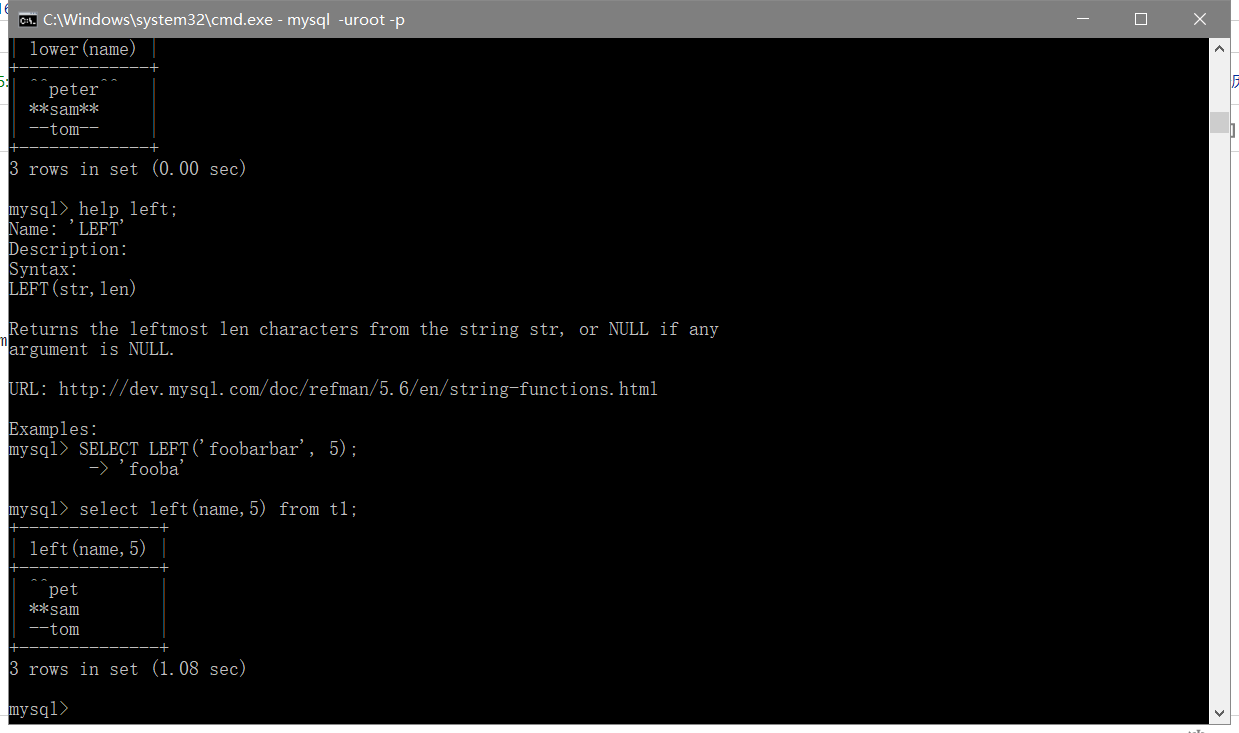 C:\Windows\system32\cmd.exe - mysql  -uroot -p
| lower(name) |
+-------------+
| ^^peter^^   |
| **sam**     |
| --tom--     |
+-------------+
3 rows in set (0.00 sec)
mysql> help left;
Name: 'LEFT'
Description:
Syntax:
LEFT(str,len)
Returns the leftmost len characters from the string str, or NULL if any
argument is NULL.
URL: http://dev.mysql.com/doc/refman/5.6/en/string-functions.html
Examples:
mysql> SELECT LEFT('foobarbar', 5);
        -> 'fooba'
mysql> select left(name,5) from t1;
+--------------+
| left(name,5) |
+--------------+
| ^^pet        |
| **sam        |
| --tom        |
+--------------+
3 rows in set (1.08 sec)
mysql>